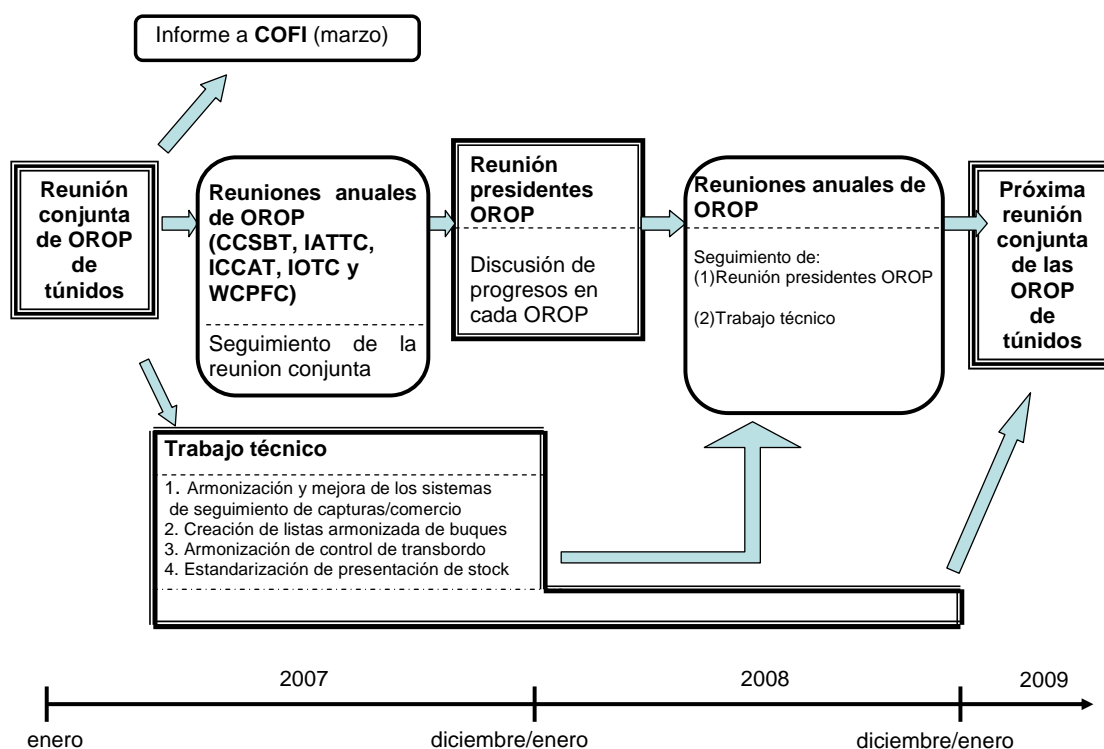 Informe a COFI (marzo)
Reunión
conjunta
de OROP
de
túnidos
Reuniones anuales
de OROP
(CCSBT, IATTC,
ICCAT, IOTC y
WCPFC)
Seguimiento de la
reunion conjunta
Reunión
presidentes
OROP
Discusión de
progresos en
cada OROP
Reuniones anuales de
OROP
Seguimiento de:
(1)Reunión presidentes OROP
(2)Trabajo técnico
Próxima
reunión
conjunta
de las
OROP
de
túnidos
Trabajo técnico
1. Armonización y mejora de los sistemas
de seguimiento de capturas/comercio
2. Creación de listas armonizada de buques
3. Armonización de control de transbordo
4. Estandarización de presentación de stock
2007
2008
2009
enero
diciembre/enero
diciembre/enero